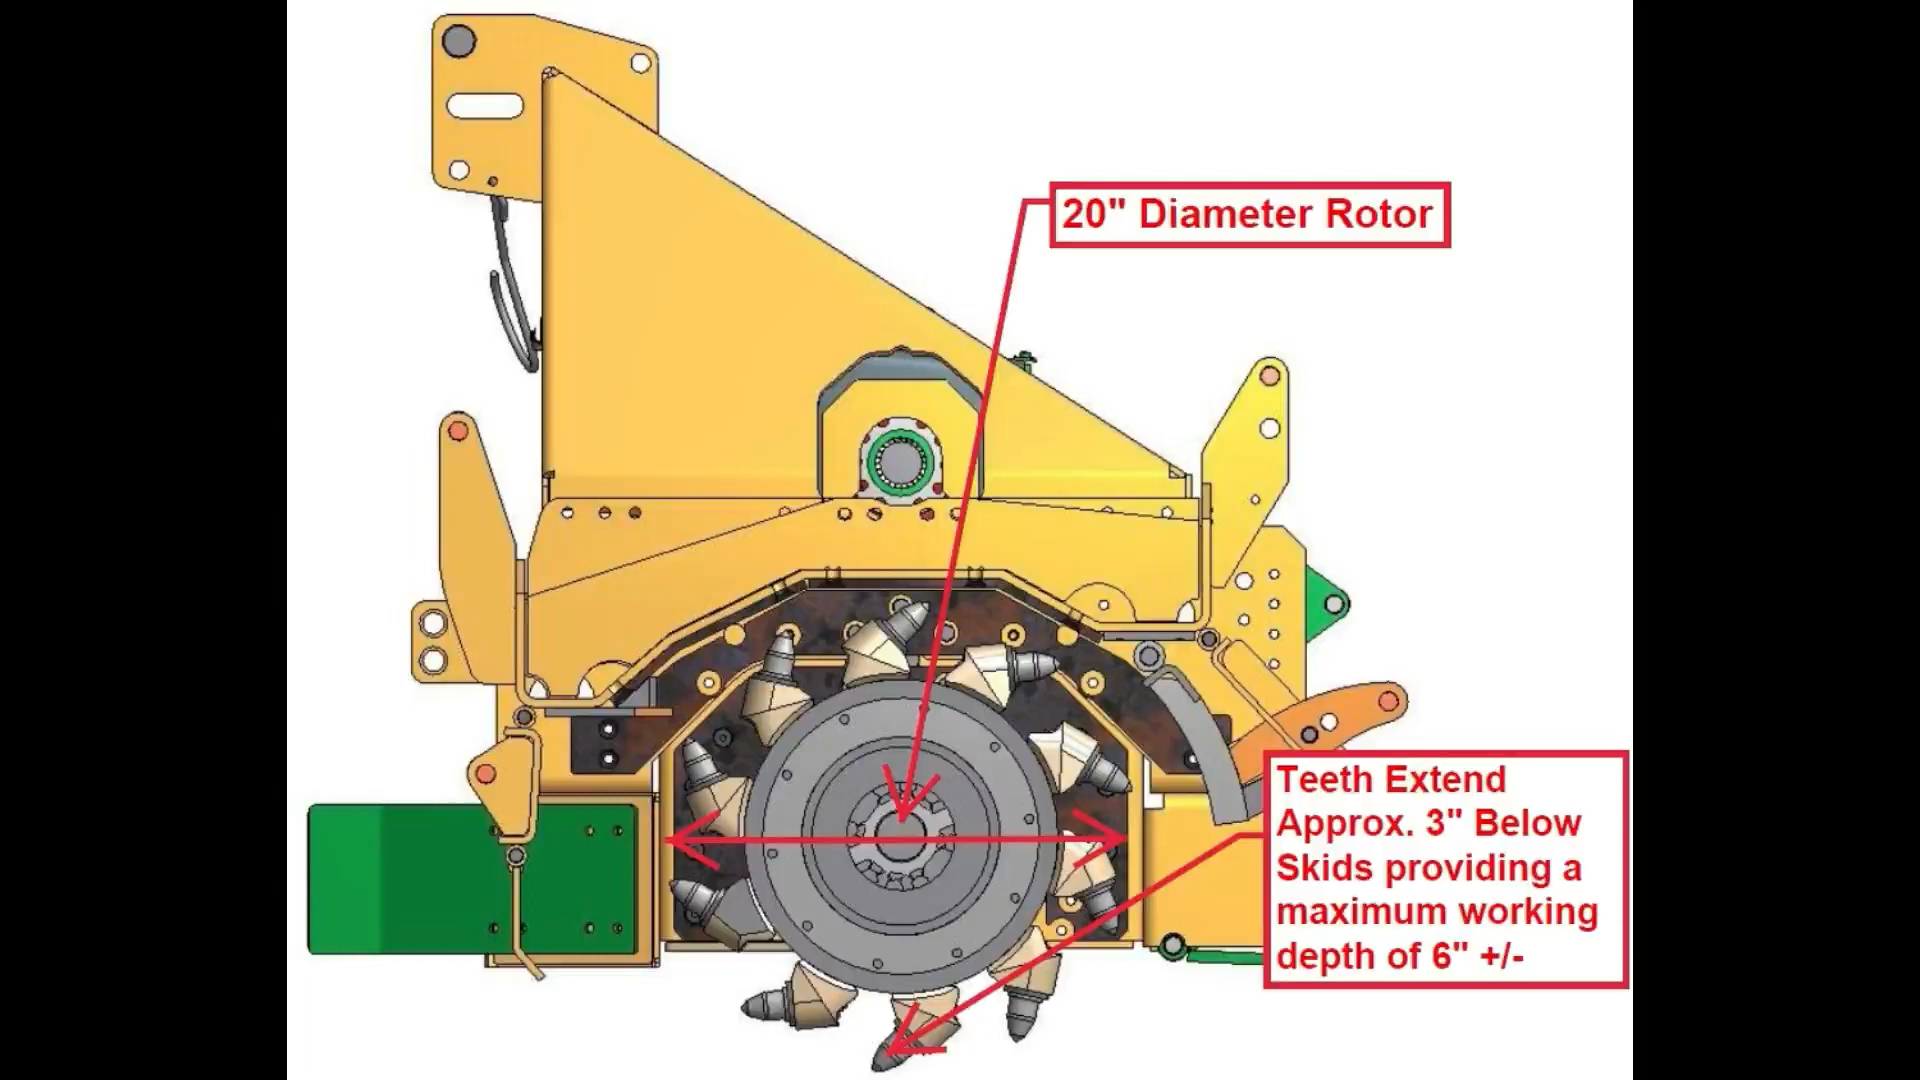 20" Diameter Rotor
Teeth Extend
Approx. 3" Below
Skids providing a
maximum working
depth of 6" +/-